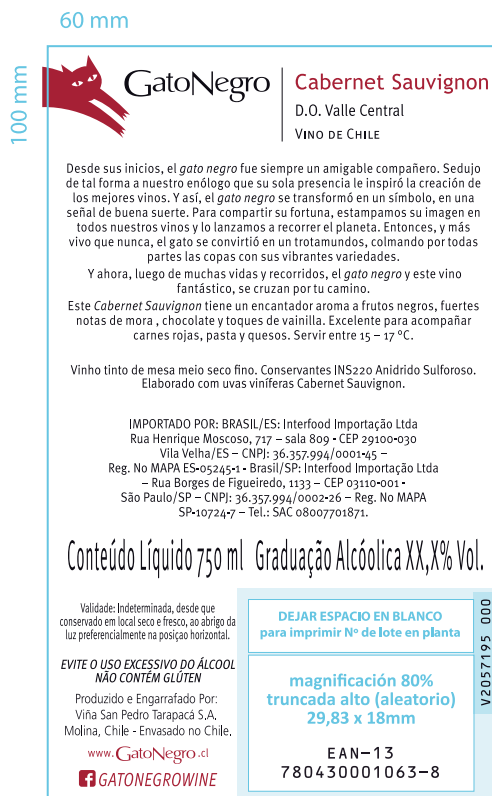 60 mm
100 mm
GatoNegro
Cabernet Sauvignon
D.O. Valle Central
VINO DE CHILE
Desde sus inicios, el gato negro fue siempre un amigable compañero. Sedujo
de tal forma a nuestro enólogo que su sola presencia le inspiró la creación de
los mejores vinos. Y así, el gato negro se transformó en un símbolo, en una
señal de buena suerte. Para compartir su fortuna, estampamos su imagen en
todos nuestros vinos y lo lanzamos a recorrer el planeta. Entonces, y más
vivo que nunca, el gato se convirtió en un trotamundos, colmando por todas
partes las copas con sus vibrantes variedades.
Y ahora, luego de muchas vidas y recorridos, el gato negro y este vino
fantástico, se cruzan por tu camino.
Este Cabernet Sauvignon tiene un encantador aroma a frutos negros, fuertes
notas de mora , chocolate y toques de vainilla. Excelente para acompañar
carnes rojas, pasta y quesos. Servir entre 15 – 17 °C.
Vinho tinto de mesa meio seco fino. Conservantes INS220 Anidrido Sulforoso.
Elaborado com uvas viníferas Cabernet Sauvignon.
IMPORTADO POR: BRASIL/ES: Interfood Importação Ltda
Rua Henrique Moscoso, 717 – sala 809 - CEP 29100-030
Vila Velha/ES – CNPJ: 36.357.994/0001-45 –
Reg. No MAPA ES-05245-1 - Brasil/SP: Interfood Importação Ltda
– Rua Borges de Figueiredo, 1133 – CEP 03110-001 -
São Paulo/SP – CNPJ: 36.357.994/0002-26 – Reg. No MAPA
SP-10724-7 – Tel.: SAC 08007701871.
Conteúdo Líquido 750 ml Graduação Alcóolica XX,X% Vol.
Validade: Indeterminada, desde que
conservado em local seco e fresco, ao abrigo da
luz preferencialmente na posiçao horizontal.
EVITE O USO EXCESSIVO DO ÁLCOOL
NÃO CONTÉM GLÚTEN
Produzido e Engarrafado Por:
Viña San Pedro Tarapacá S.A.
Molina, Chile - Envasado no Chile.
www.GatoNegro.cl
f GATONEGROWINE
DEJAR ESPACIO EN BLANCO
para imprimir Nº de lote en planta
magnificación 80%
truncada alto (aleatorio)
29,83 x 18mm
EAN-13
780430001063-8
V2057195 000